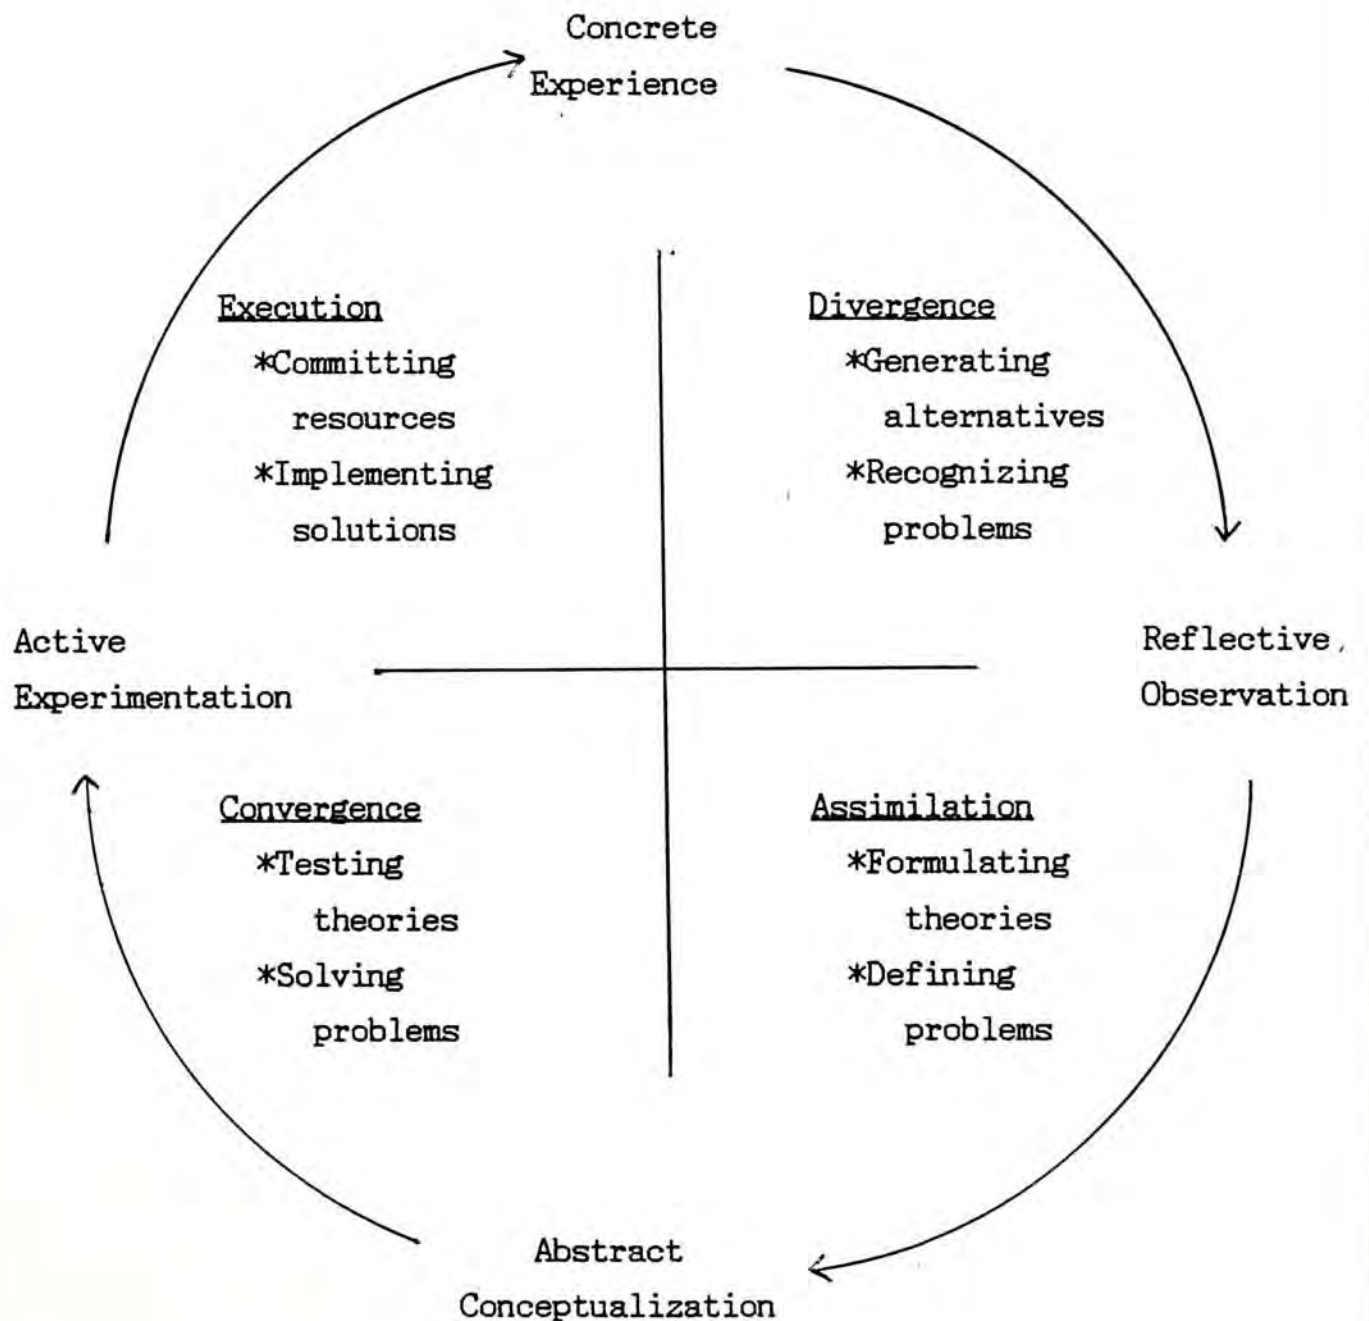 Concrete
Experience
Execution
*Committing
resources
*Implementing
solutions
Divergence
*Generating
alternatives
*Recognizing
problems
Active
Experimentation
Reflective
Observation
Convergence
*Testing
theories
*Solving
problems
Assimilation
*Formulating
theories
*Defining
problems
Abstract
Conceptualization